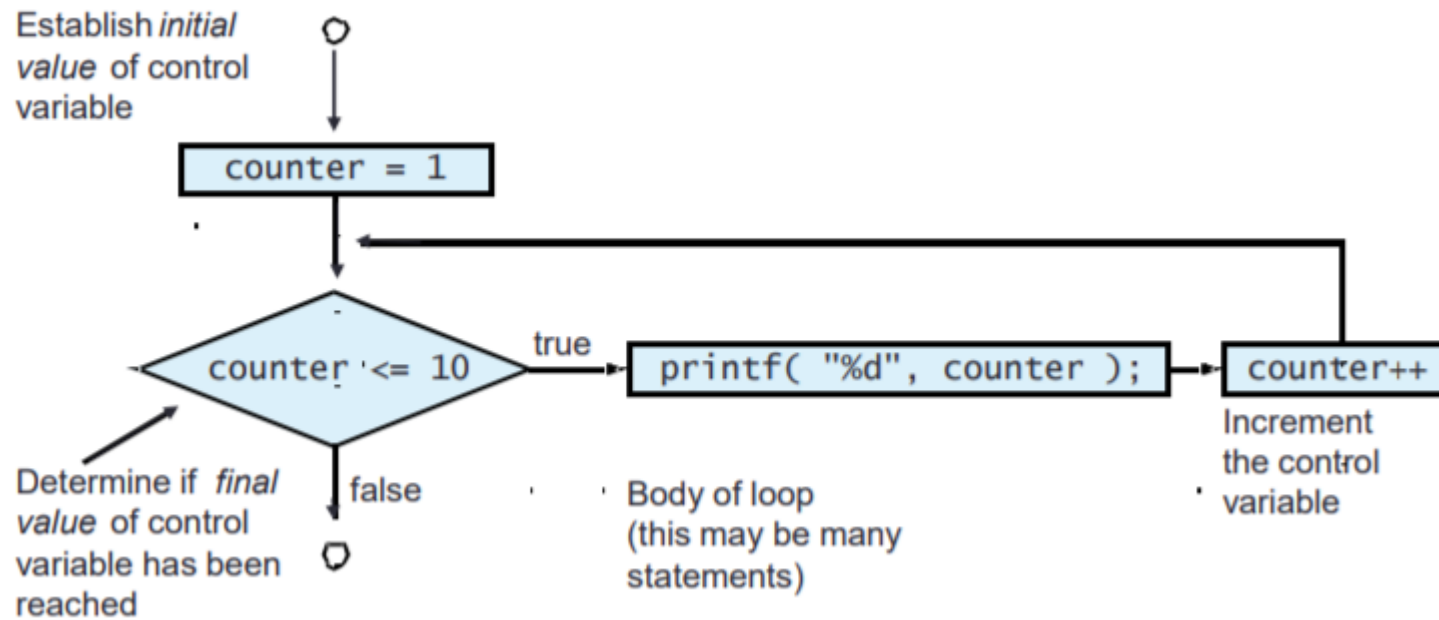 Establish initial
value of control
variable
counter = 1
counter <= 10
true
printf( "%d", counter );
counter++
Increment
the control
variable
Determine if final
value of control
variable has been
reached
false
Body of loop
(this may be many
statements)